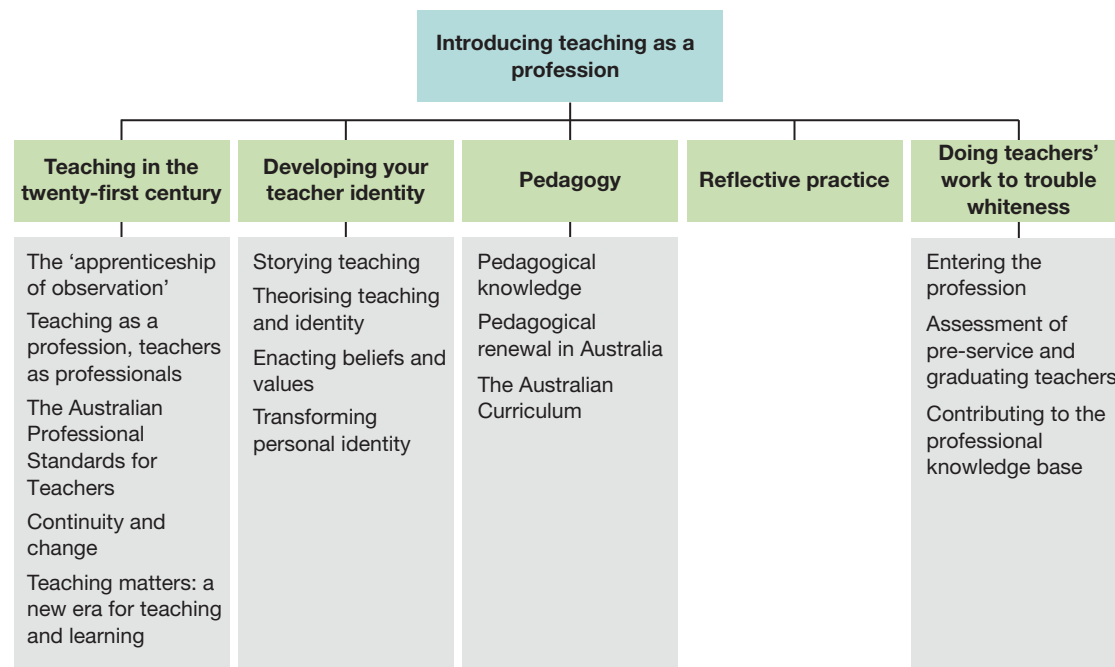 Introducing teaching as a
profession
Teaching in the
twenty-first century
The ‘apprenticeship
of observation’
Teaching as a
profession, teachers
as professionals
The Australian
Professional
Standards for
Teachers
Continuity and
change
Teaching matters: a
new era for teaching
and learning
Developing your
teacher identity
Storying teaching
Theorising teaching
and identity
Enacting beliefs and
values
Transforming
personal identity
Pedagogy
Pedagogical
knowledge
Pedagogical
renewal in Australia
The Australian
Curriculum
Reflective practice
Doing teachers’
work to trouble
whiteness
Entering the
profession
Assessment of
pre-service and
graduating teachers
Contributing to the
professional
knowledge base